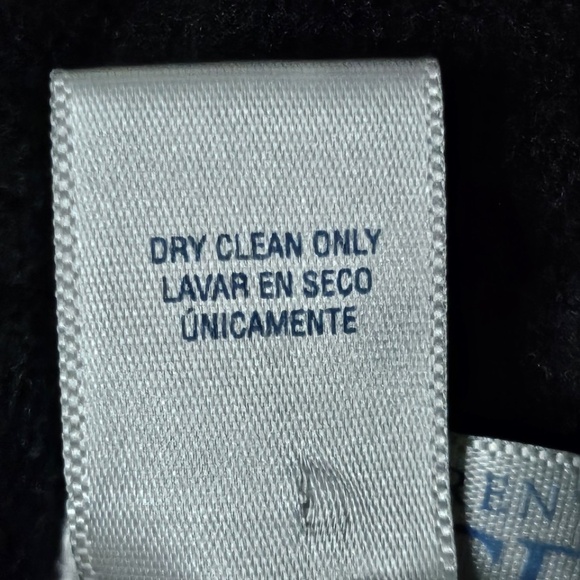 DRY CLEAN ONLY
LAVAR EN SECO
ÚNICAMENTE